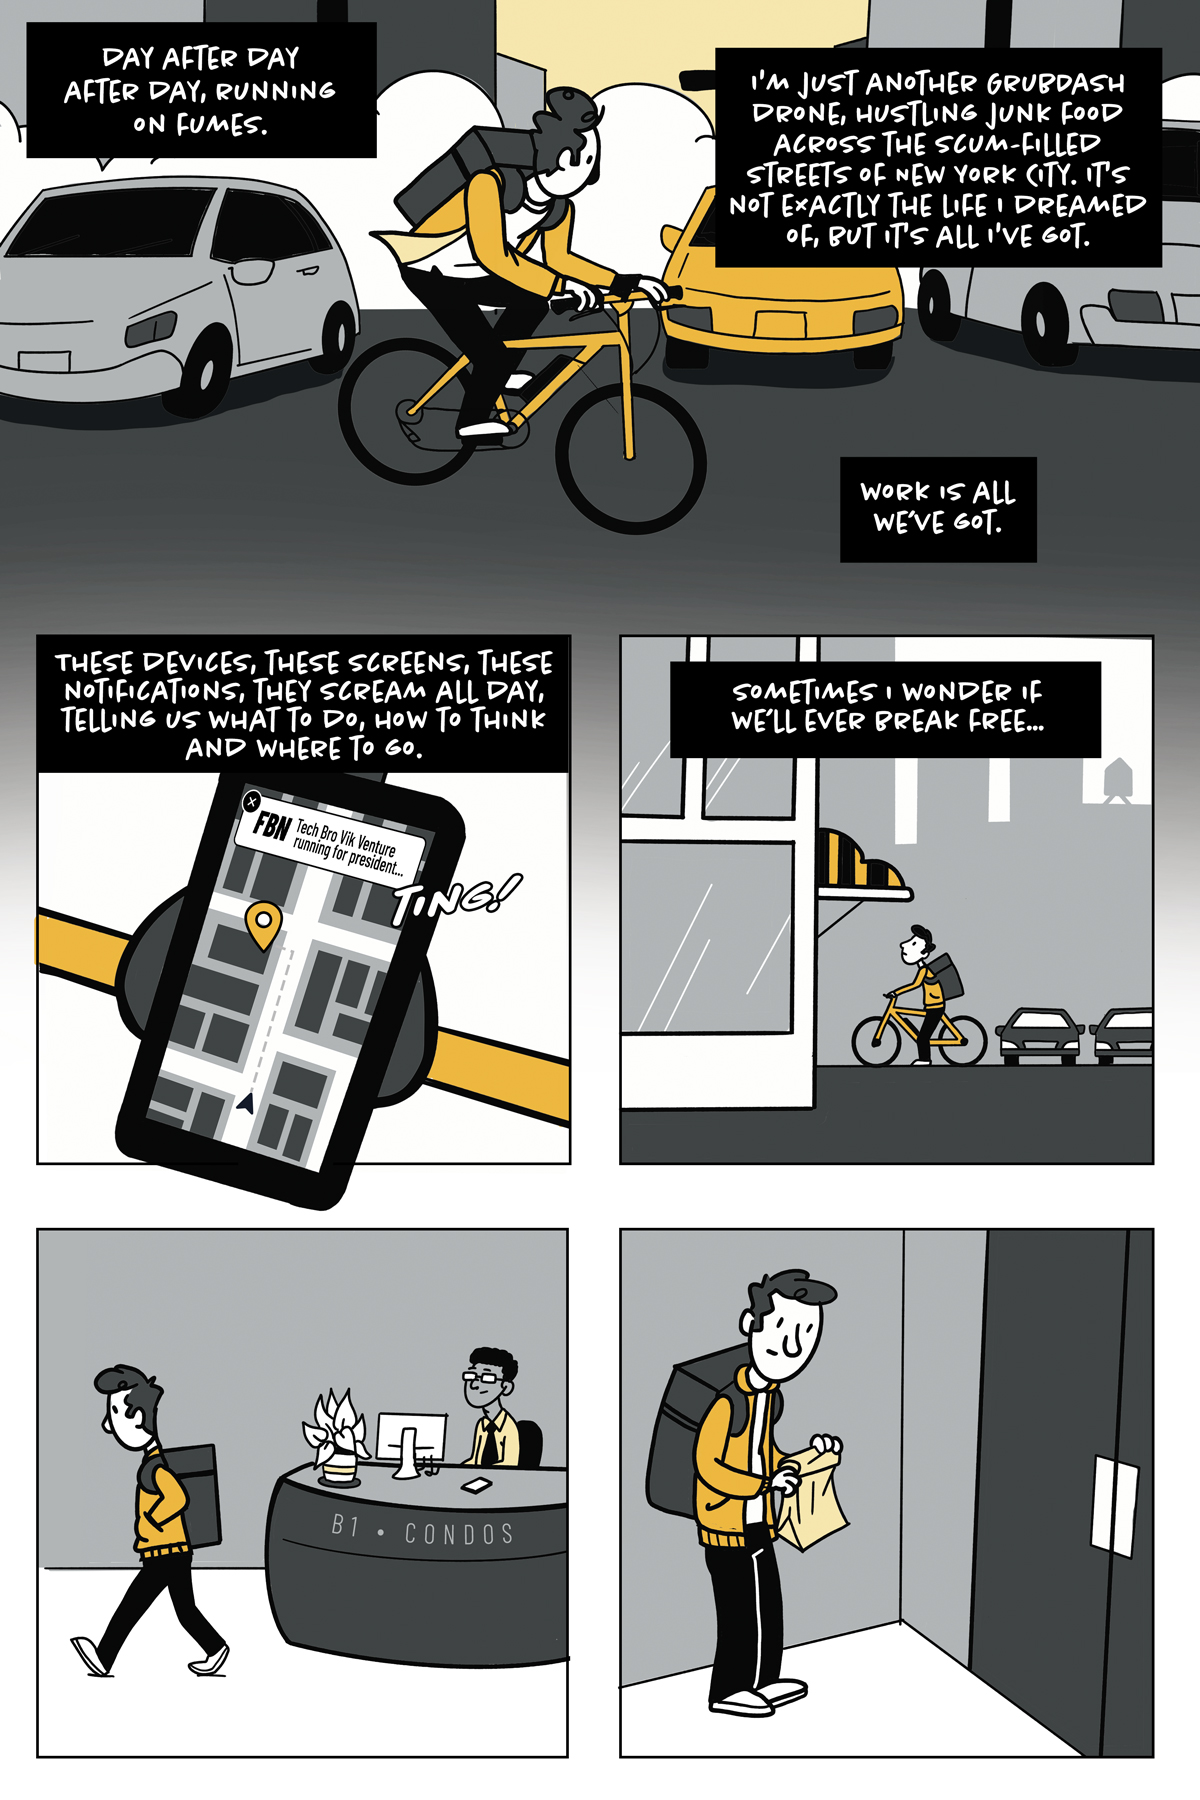 DAY AFTER DAY
AFTER DAY, RUNNING
ON FUMES.
I'M JUST ANOTHER GRUBDASH
DRONE, HUSTLING JUNK FOOD
ACROSS THE SCUM-FILLED
STREETS OF NEW YORK CITY. IT'S
NOT EXACTLY THE LIFE I DREAMED
OF, BUT IT'S ALL I'VE GOT.
WORK IS ALL
WE'VE GOT.
THESE DEVICES, THESE SCREENS, THESE
NOTIFICATIONS, THEY SCREAM ALL DAY,
TELLING US WHAT TO DO, HOW TO THINK
AND WHERE TO GO.
FBN Tech Bro Vik Venture
running for president...
TING!
SOMETIMES I WONDER IF
WE'LL EVER BREAK FREE...
B1 • CONDOS